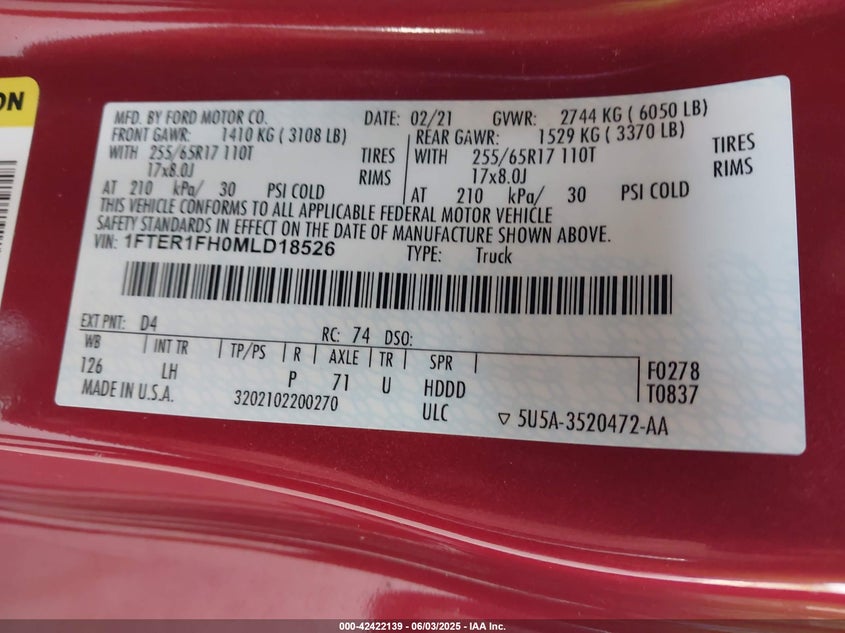 ON
MFD. BY FORD MOTOR CO. DATE: 02/21 GVWR: 2744 KG ( 6050 LB)
FRONT GAWR: 1410 KG ( 3108 LB) REAR GAWR: 1529 KG ( 3370 LB)
WITH 255/65R17 110T TIRES WITH 255/65R17 110T TIRES
17x8.0J RIMS 17x8.0J RIMS
AT 210 kPa/ 30 PSI COLD AT 210 kPa/ 30 PSI COLD
THIS VEHICLE CONFORMS TO ALL APPLICABLE FEDERAL MOTOR VEHICLE
SAFETY STANDARDS IN EFFECT ON THE DATE OF MANUFACTURE SHOWN ABOVE.
VIN: 1FTER1FH0MLD18526 TYPE: Truck
EXT PNT: D4 RC: 74 DSO:
WB INT TR TP/PS R AXLE TR SPR F0278
126 LH P 71 U HDDD T0837
MADE IN U.S.A. 3202102200270 ULC ▽ 5U5A-3520472-AA
000-42422139 - 06/03/2025 - IAA Inc.